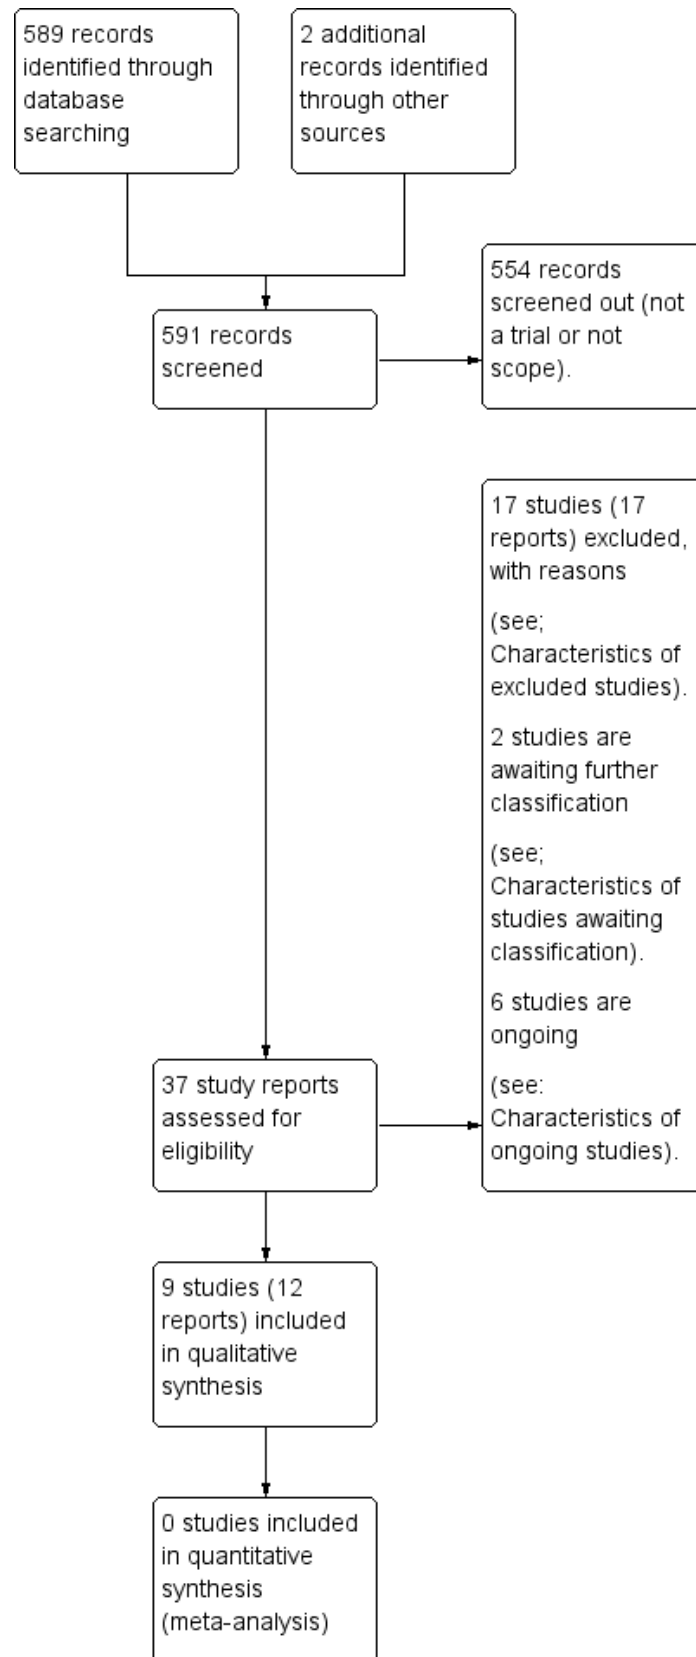 589 records
identified through
database
searching
2 additional
records identified
through other
sources
591 records
screened
554 records
screened out (not
a trial or not
scope).
17 studies (17
reports) excluded,
with reasons
(see;
Characteristics of
excluded studies).
2 studies are
awaiting further
classification
(see;
Characteristics of
studies awaiting
classification).
6 studies are
ongoing
(see:
Characteristics of
ongoing studies).
37 study reports
assessed for
eligibility
9 studies (12
reports) included
in qualitative
synthesis
0 studies included
in quantitative
synthesis
(meta-analysis)